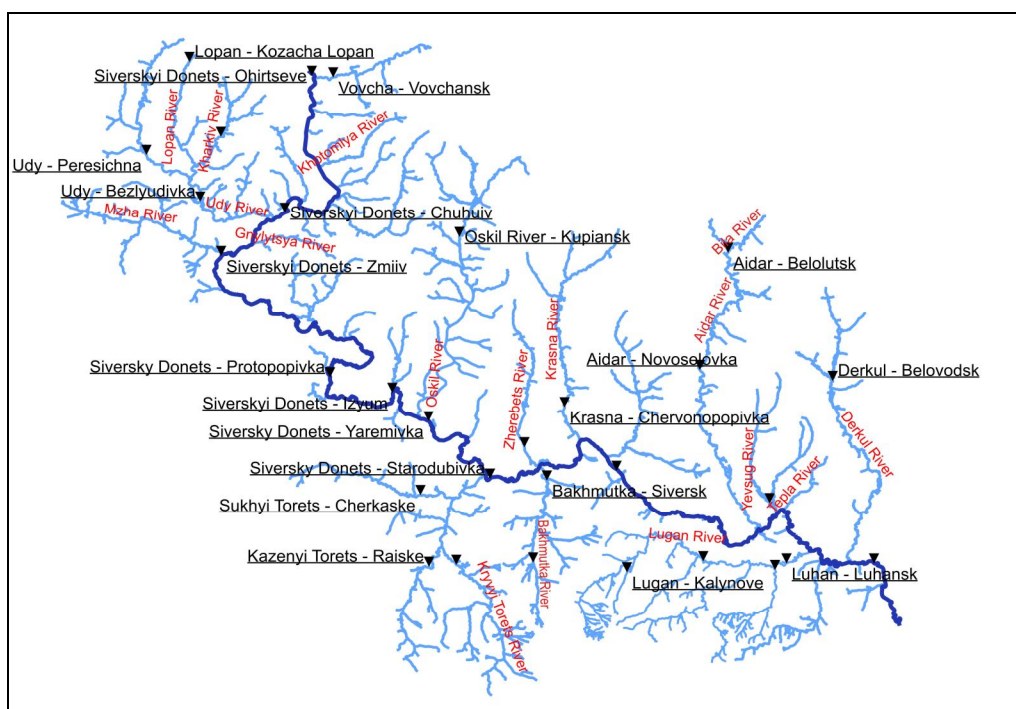 Lopan - Kozacha Lopan
Siverskyi Donets - Ohirtseve
Vovcha - Vovchansk
Lopan River
Kharkiv River
Khotomlya River
Udy - Peresichna
Udy - Bezlyudivka
Mzha River
Udy River
Siverskyi Donets - Chuhuiv
Gnylytsya River
Oskil River - Kupiansk
Siverskyi Donets - Zmiiv
Bila River
Aidar - Belolutsk
Aidar River
Krasna River
Siversky Donets - Protopopivka
Oskil River
Zherebets River
Aidar - Novoselovka
Derkul - Belovodsk
Siverskyi Donets - Izyum
Krasna - Chervonopopivka
Siversky Donets - Yaremivka
Derkul River
Siversky Donets - Starodubivka
Bakhmutka - Siversk
Yevsug River
Tepla River
Sukhyi Torets - Cherkaske
Lugan River
Kazenyi Torets - Raiske
Kryvyi Torets River
Bakhmutka River
Lugan - Kalynove
Luhan - Luhansk